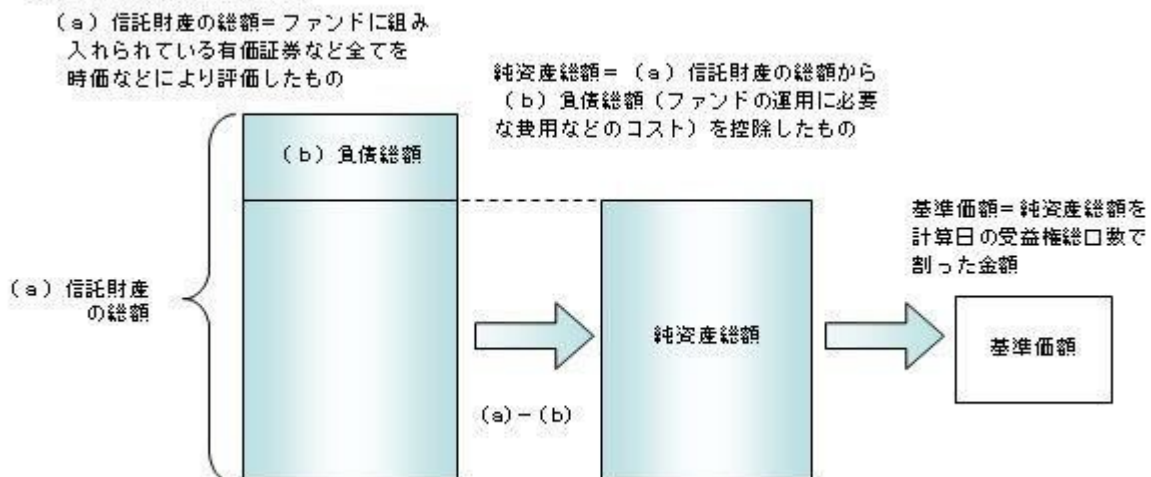 (a)信託財産の総額=ファンドに組み
入れられている有価証券など全てを
時価などにより評価したもの
純資産総額=(a)信託財産の総額から
(b)負債総額(ファンドの運用に必要
な費用などのコスト)を控除したもの
(b)負債総額
基準価額=純資産総額を
計算日の受益権総口数で
割った金額
(a)信託財産
の総額
純資産総額
基準価額
(a)-(b)